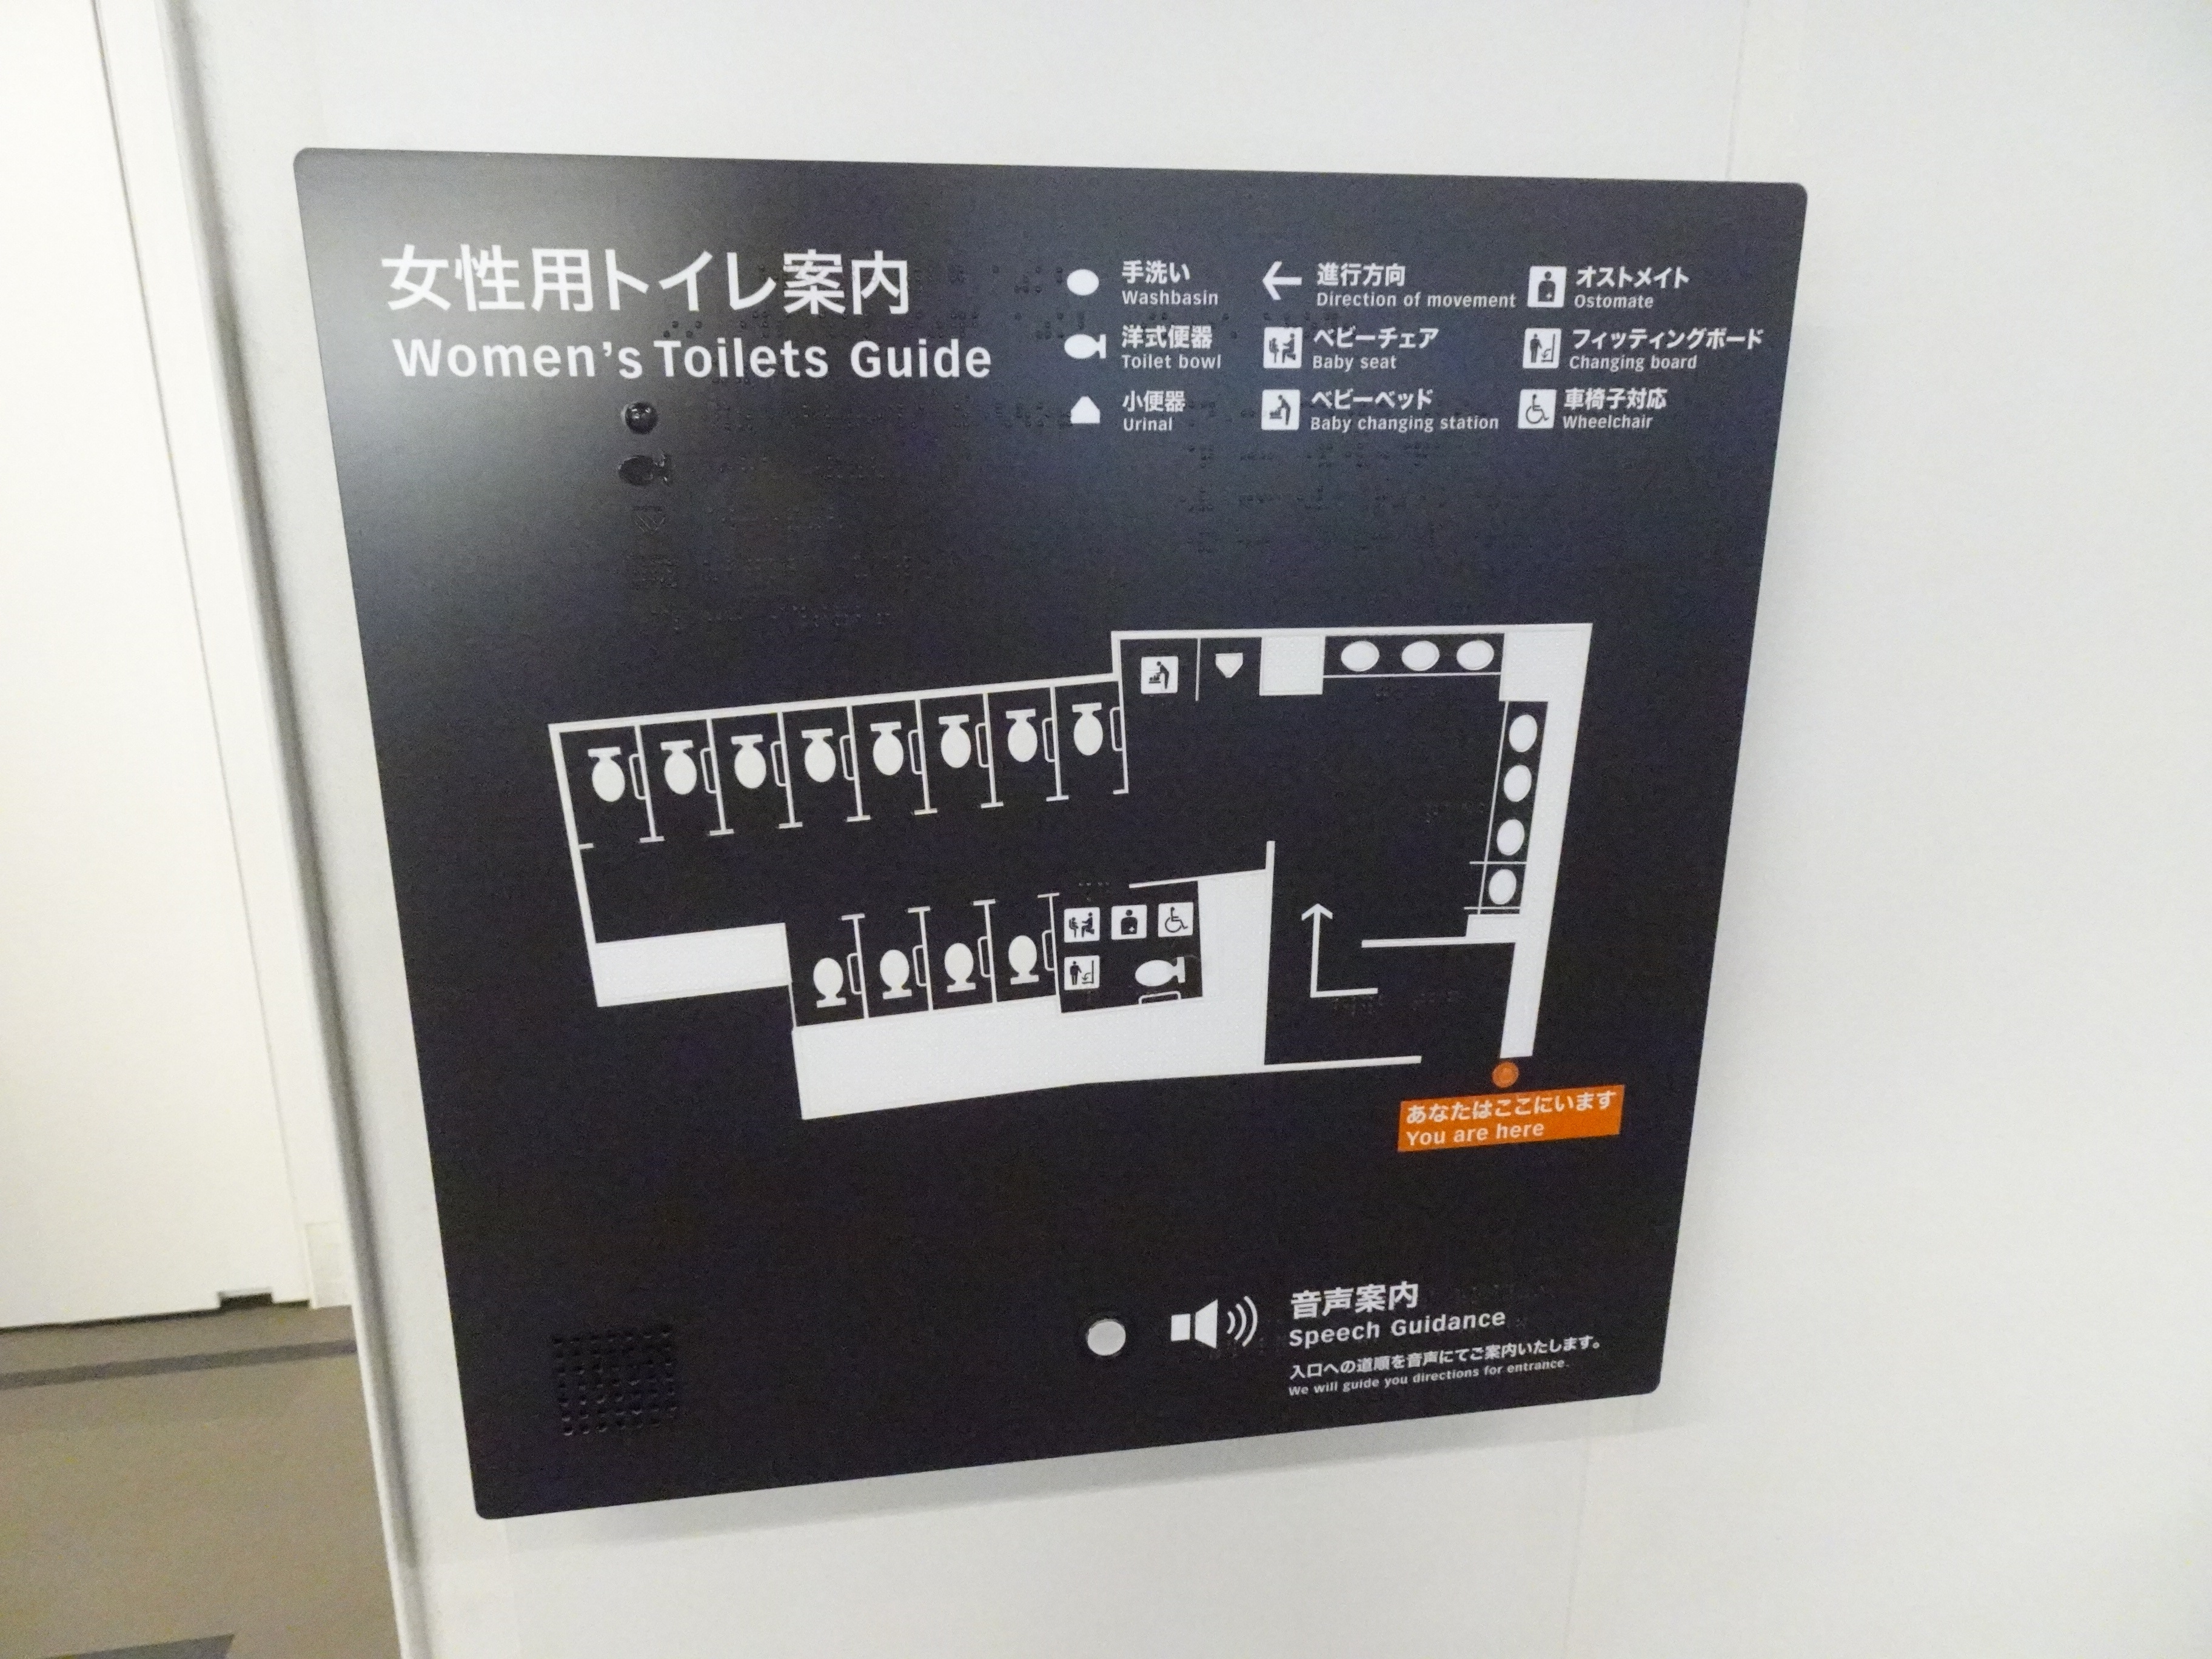 女性用トイレ案内
Women's Toilets Guide
手洗い
Washbasin
洋式便器
Toilet bowl
小便器
Urinal
進行方向
Direction of movement
ベビーチェア
Baby seat
ベビーベッド
Baby changing station
オストメイト
Ostomate
フィッティングボード
Changing board
車椅子対応
Wheelchair
あなたはここにいます
You are here
音声案内
Speech Guidance
入口への道順を音声にてご案内いたします。
We will guide you directions for entrance.